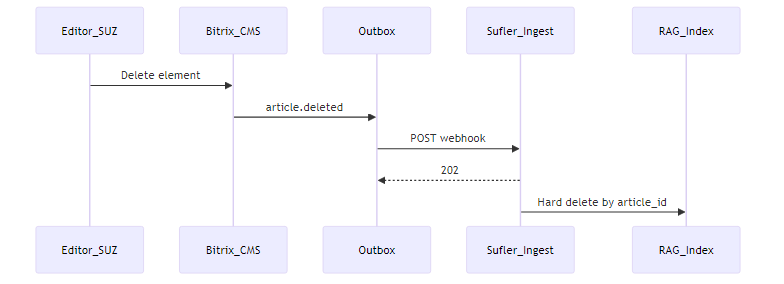 Editor_SUZ
Bitrix_CMS
Outbox
Sufler_Ingest
RAG_Index
Delete element
article.deleted
POST webhook
202
Hard delete by article_id
Editor_SUZ
Bitrix_CMS
Outbox
Sufler_Ingest
RAG_Index